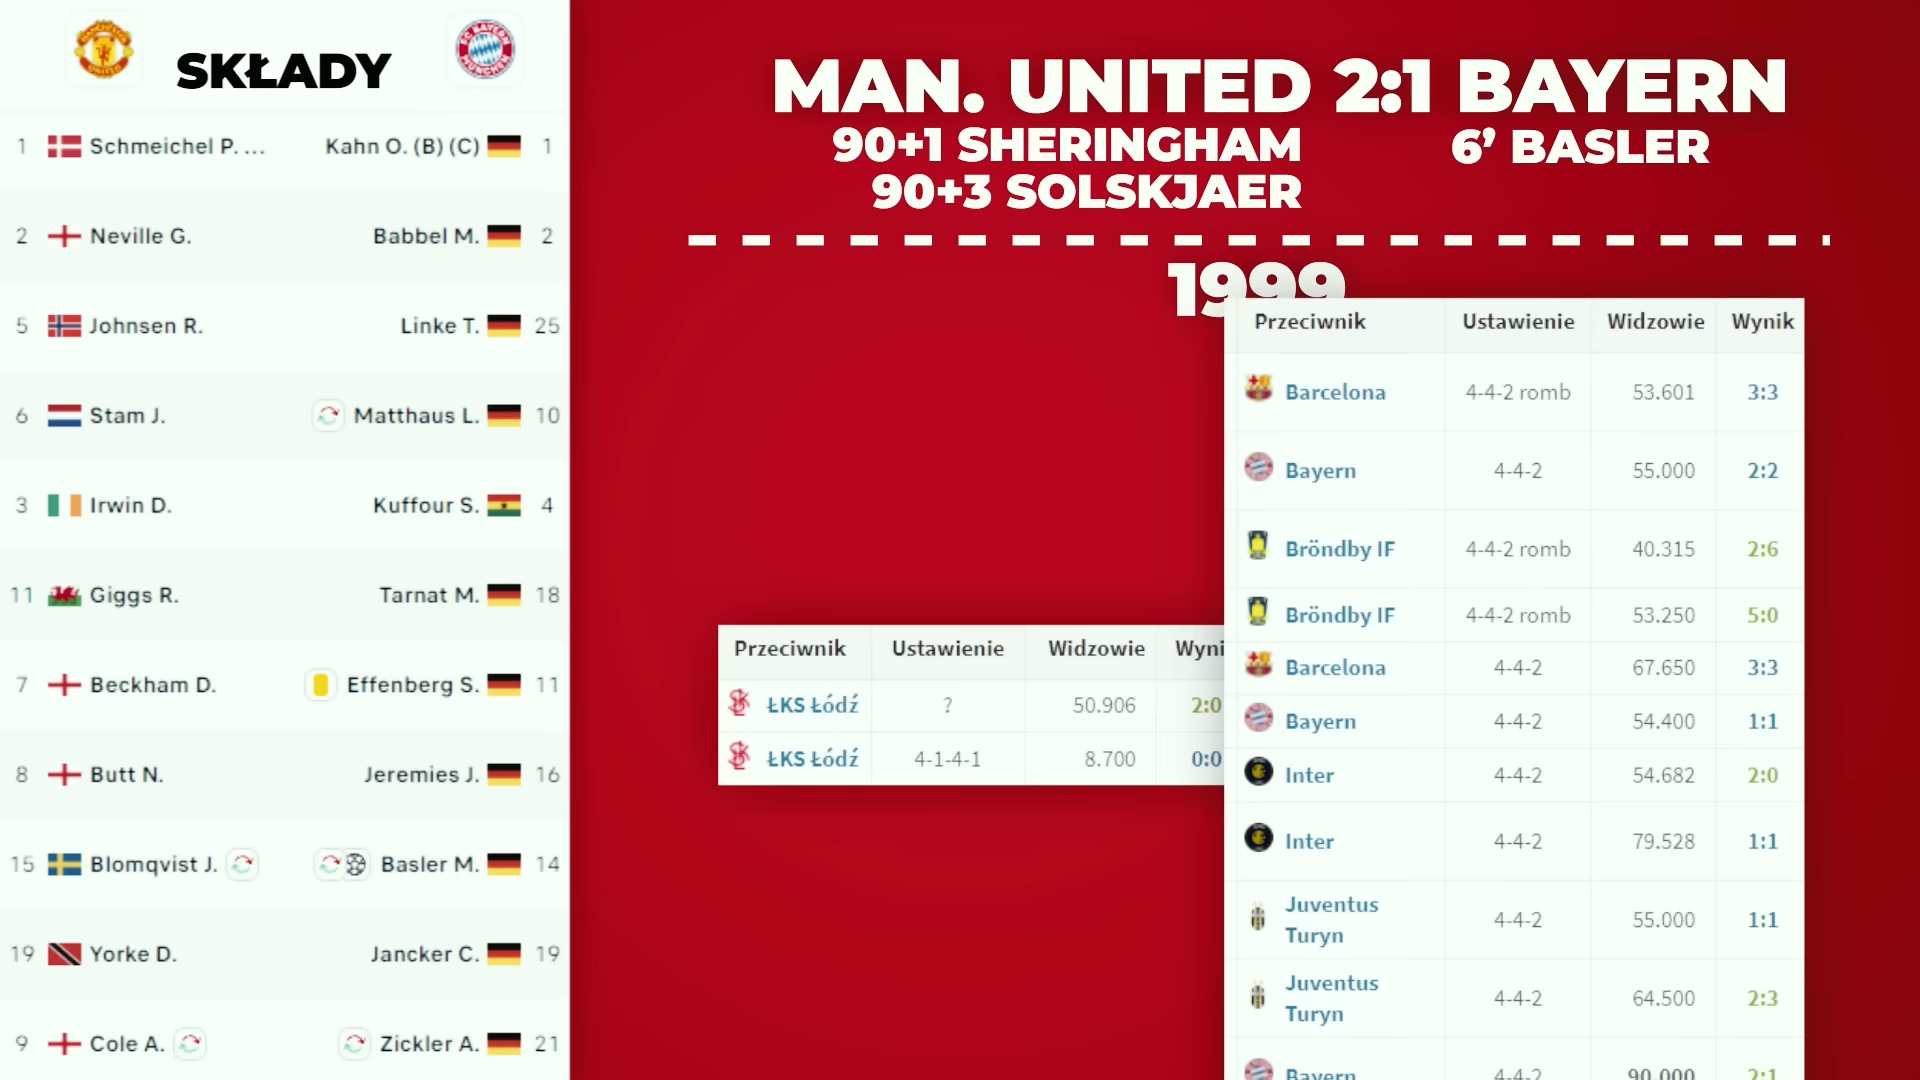 SKŁADY
1 Schmeichel P. ... Kahn O. (B) (C) 1
2 Neville G. Babbel M. 2
5 Johnsen R. Linke T. 25
6 Stam J. Matthaus L. 10
3 Irwin D. Kuffour S. 4
11 Giggs R. Tarnat M. 18
7 Beckham D. Effenberg S. 11
8 Butt N. Jeremies J. 16
15 Blomqvist J. Basler M. 14
19 Yorke D. Jancker C. 19
9 Cole A. Zickler A. 21
MAN. UNITED 2:1 BAYERN
90+1 SHERINGHAM 6’ BASLER
90+3 SOLSKJAER
1999
Przeciwnik Ustawienie Widzowie Wyni
ŁKS Łódź ? 50.906 2:0
ŁKS Łódź 4-1-4-1 8.700 0:0
Przeciwnik Ustawienie Widzowie Wynik
Barcelona 4-4-2 romb 53.601 3:3
Bayern 4-4-2 55.000 2:2
Bröndby IF 4-4-2 romb 40.315 2:6
Bröndby IF 4-4-2 romb 53.250 5:0
Barcelona 4-4-2 67.650 3:3
Bayern 4-4-2 54.400 1:1
Inter 4-4-2 54.682 2:0
Inter 4-4-2 79.528 1:1
Juventus
Turyn 4-4-2 55.000 1:1
Juventus
Turyn 4-4-2 64.500 2:3
Bayern 4-4-2 90.000 2:1